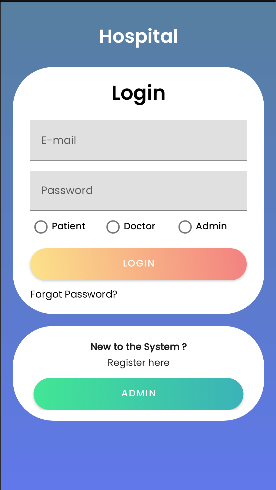 Hospital
Login
E-mail
Password
Patient Doctor Admin
LOGIN
Forgot Password?
New to the System ?
Register here
ADMIN